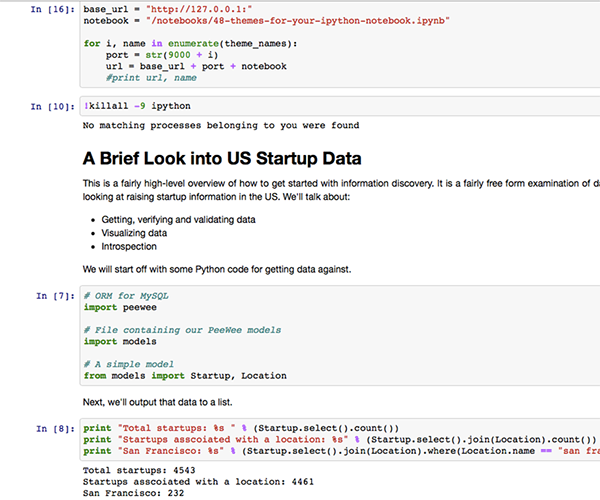 In [16]: base_url = "http://127.0.0.1:"
notebook = "/notebooks/48-themes-for-your-ipython-notebook.ipynb"
for i, name in enumerate(theme_names):
port = str(9000 + i)
url = base_url + port + notebook
#print url, name
In [10]: !killall -9 ipython
No matching processes belonging to you were found
A Brief Look into US Startup Data
This is a fairly high-level overview of how to get started with information discovery. It is a fairly free form examination of da
looking at raising startup information in the US. We'll talk about:
• Getting, verifying and validating data
• Visualizing data
• Introspection
We will start off with some Python code for getting data against.
In [7]: # ORM for MySQL
import peewee
# File containing our PeeWee models
import models
# A simple model
from models import Startup, Location
Next, we'll output that data to a list.
In [8]: print "Total startups: %s " % (Startup.select().count())
print "Startups asscoiated with a location: %s" % (Startup.select().join(Location).count())
print "San Francisco: %s" % (Startup.select().join(Location).where(Location.name == "san fra
Total startups: 4543
Startups asscoiated with a location: 4461
San Francisco: 232